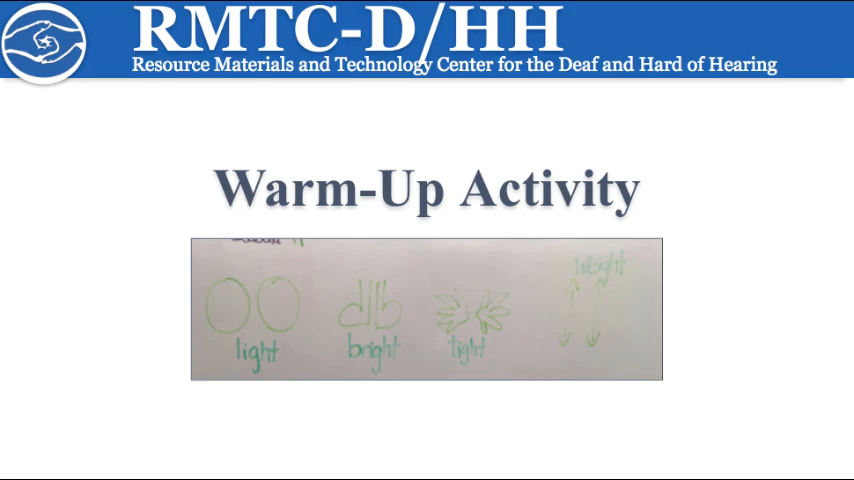 RMTC-D/HH
Resource Materials and Technology Center for the Deaf and Hard of Hearing
Warm-Up Activity
weight
light
bright
light